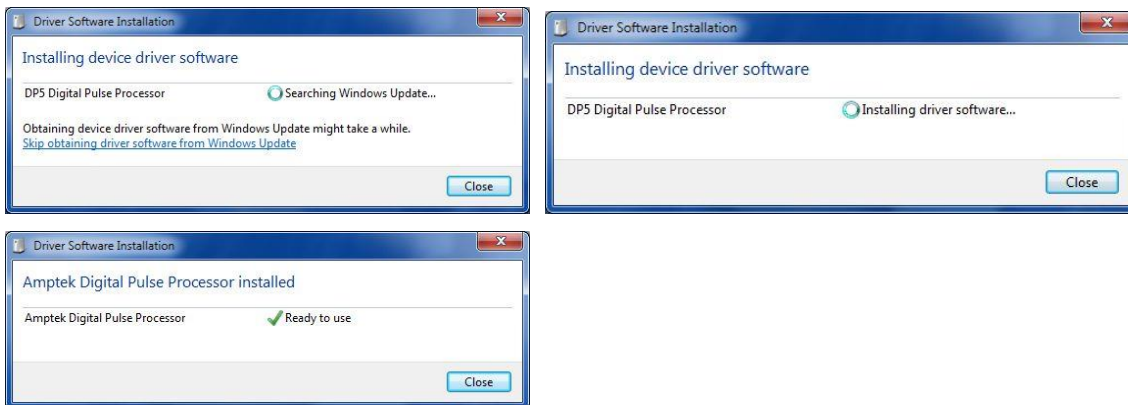 Driver Software Installation
Installing device driver software
DP5 Digital Pulse Processor Searching Windows Update...
Obtaining device driver software from Windows Update might take a while.
Skip obtaining driver software from Windows Update
Close
Driver Software Installation
Installing device driver software
DP5 Digital Pulse Processor Installing driver software...
Close
Driver Software Installation
Amptek Digital Pulse Processor installed
Amptek Digital Pulse Processor Ready to use
Close